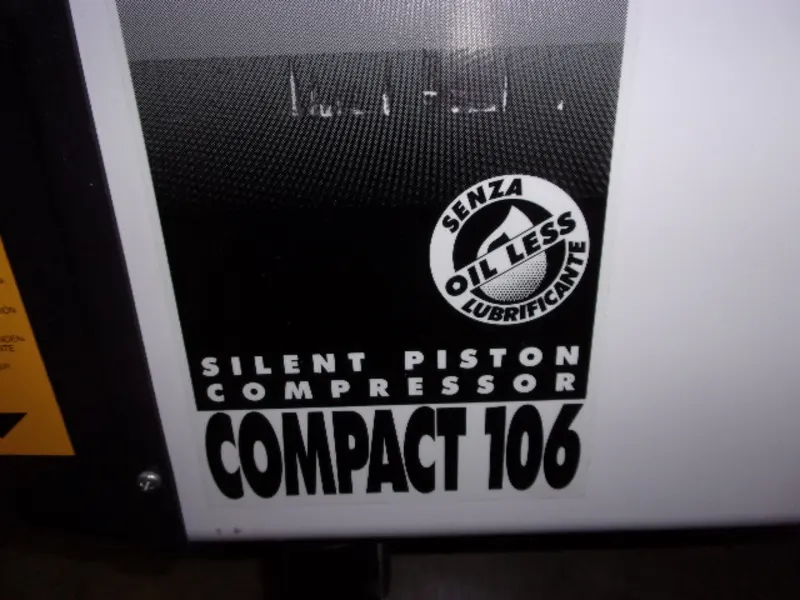 SENZA
OIL LESS
LUBRIFICANTE
SILENT PISTON
COMPRESSOR
COMPACT 106